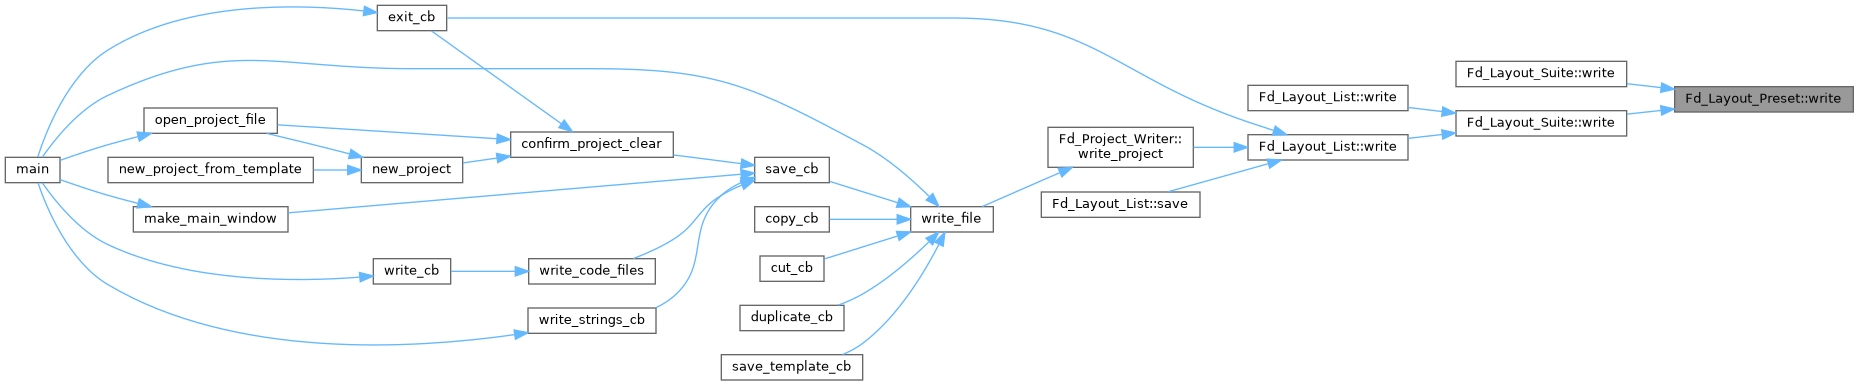 main
exit_cb
open_project_file
new_project_from_template
make_main_window
new_project
write_cb
confirm_project_clear
write_code_files
write_strings_cb
save_cb
copy_cb
cut_cb
duplicate_cb
save_template_cb
write_file
Fd_Project_Writer::
write_project
Fd_Layout_List::save
Fd_Layout_List::write
Fd_Layout_List::write
Fd_Layout_Suite::write
Fd_Layout_Suite::write
Fd_Layout_Preset::write